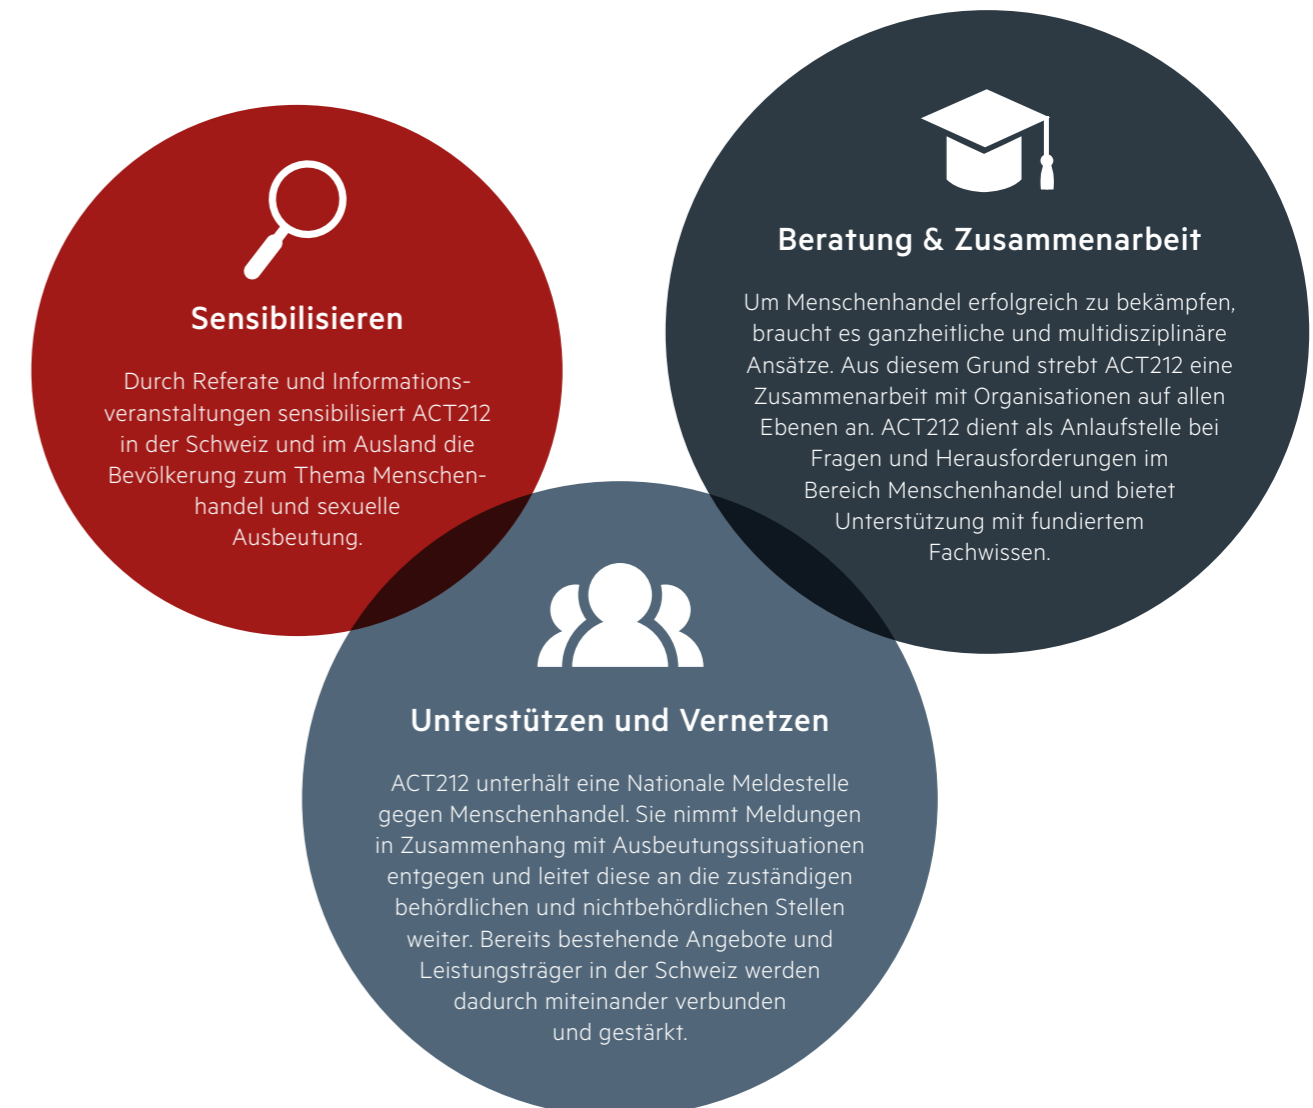 Sensibilisieren
Durch Referate und Informations-
veranstaltungen sensibilisiert ACT212
in der Schweiz und im Ausland die
Bevölkerung zum Thema Menschen-
handel und sexuelle
Ausbeutung.
Beratung & Zusammenarbeit
Um Menschenhandel erfolgreich zu bekämpfen,
braucht es ganzheitliche und multidisziplinäre
Ansätze. Aus diesem Grund strebt ACT212 eine
Zusammenarbeit mit Organisationen auf allen
Ebenen an. ACT212 dient als Anlaufstelle bei
Fragen und Herausforderungen im
Bereich Menschenhandel und bietet
Unterstützung mit fundiertem
Fachwissen.
Unterstützen und Vernetzen
ACT212 unterhält eine Nationale Meldestelle
gegen Menschenhandel. Sie nimmt Meldungen
in Zusammenhang mit Ausbeutungssituationen
entgegen und leitet diese an die zuständigen
behördlichen und nichtbehördlichen Stellen
weiter. Bereits bestehende Angebote und
Leistungsträger in der Schweiz werden
dadurch miteinander verbunden
und gestärkt.